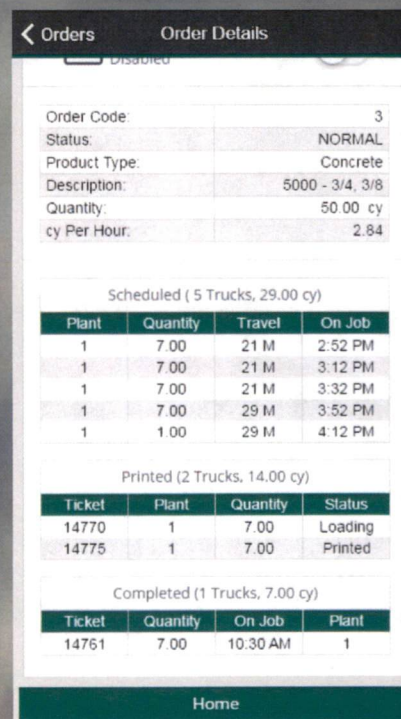 Orders Order Details
Disabled
Order Code: 3
Status: NORMAL
Product Type: Concrete
Description: 5000 - 3/4, 3/8
Quantity: 50.00 cy
cy Per Hour: 2.84
Scheduled ( 5 Trucks, 29.00 cy)
Plant Quantity Travel On Job
1 7.00 21 M 2:52 PM
1 7.00 21 M 3:12 PM
1 7.00 21 M 3:32 PM
1 7.00 29 M 3:52 PM
1 1.00 29 M 4:12 PM
Printed (2 Trucks, 14.00 cy)
Ticket Plant Quantity Status
14770 1 7.00 Loading
14775 1 7.00 Printed
Completed (1 Trucks, 7.00 cy)
Ticket Quantity On Job Plant
14761 7.00 10:30 AM 1
Home